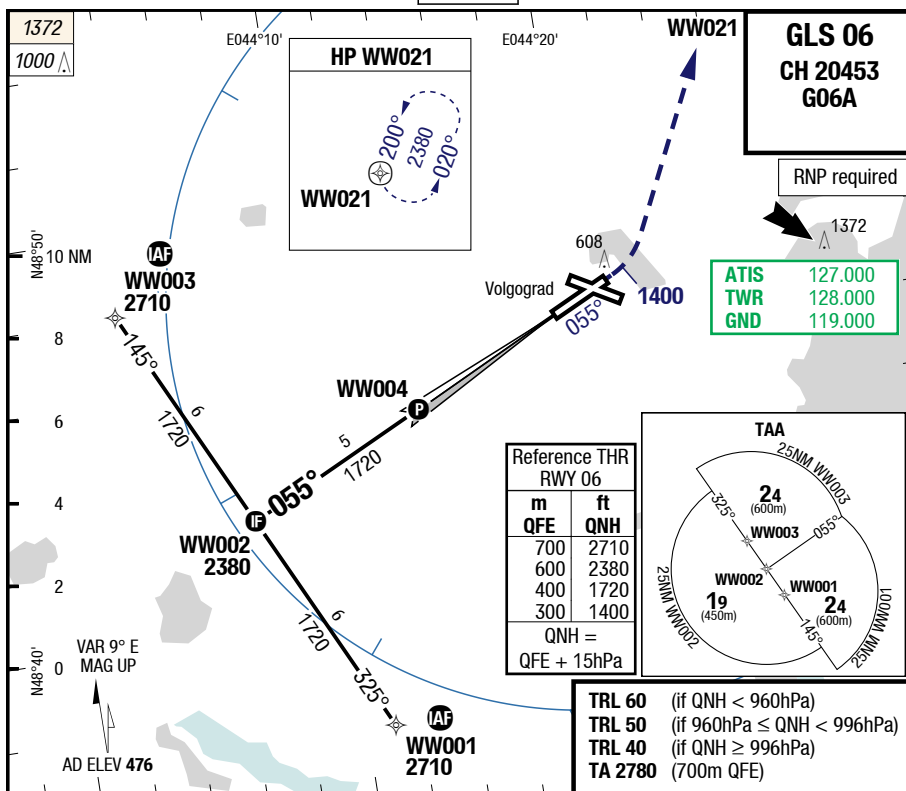 1372
1000
E044°10'
E044°20'
WW021
GLS 06
CH 20453
G06A
HP WW021
200°
2380
020°
WW021
RNP required
1372
608
N48°50'
10 NM
IAF
WW003
2710
Volgograd
055°
1400
ATIS 127.000
TWR 128.000
GND 119.000
8
145°
6
1720
WW004
P
6
5
1720
055°
4
IF
WW002
2380
2
6
1720
N48°40'
0
325°
IAF
WW001
2710
VAR 9° E
MAG UP
AD ELEV 476
Reference THR
RWY 06
m ft
QFE QNH
700 2710
600 2380
400 1720
300 1400
QNH =
QFE + 15hPa
TAA
25NM WW003
24
(600m)
325°
WW003
055°
WW002
WW001
19
(450m)
24
(600m)
145°
25NM WW002
25NM WW001
TRL 60 (if QNH < 960hPa)
TRL 50 (if 960hPa ≤ QNH < 996hPa)
TRL 40 (if QNH ≥ 996hPa)
TA 2780 (700m QFE)